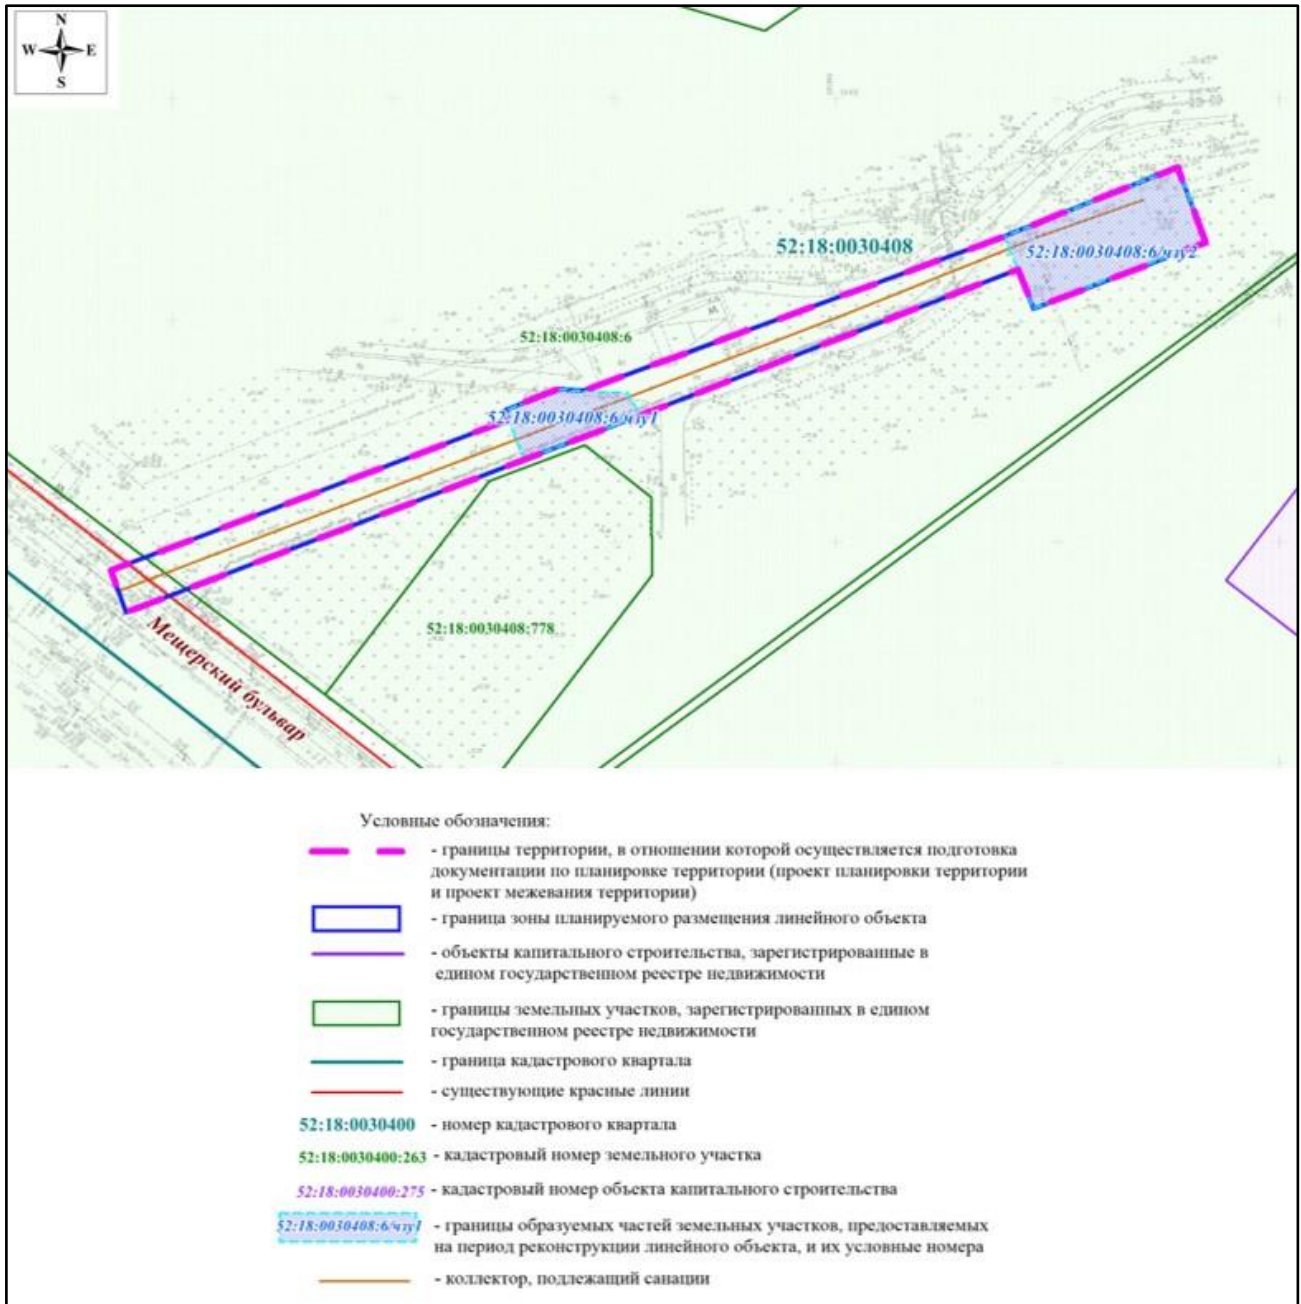 N
W E
S
52:18:0030408
52:18:0030408:6/чзу2
52:18:0030408:6
52:18:0030408:6/чзу1
52:18:0030408:778
Мещерский бульвар
Условные обозначения:
- границы территории, в отношении которой осуществляется подготовка
документации по планировке территории (проект планировки территории
и проект межевания территории)
- граница зоны планируемого размещения линейного объекта
- объекты капитального строительства, зарегистрированные в
едином государственном реестре недвижимости
- границы земельных участков, зарегистрированных в едином
государственном реестре недвижимости
- граница кадастрового квартала
- существующие красные линии
52:18:0030400 - номер кадастрового квартала
52:18:0030400:263 - кадастровый номер земельного участка
52:18:0030400:275 - кадастровый номер объекта капитального строительства
52:18:0030408:6/чзу1 - границы образуемых частей земельных участков, предоставляемых
на период реконструкции линейного объекта, и их условные номера
- коллектор, подлежащий санации